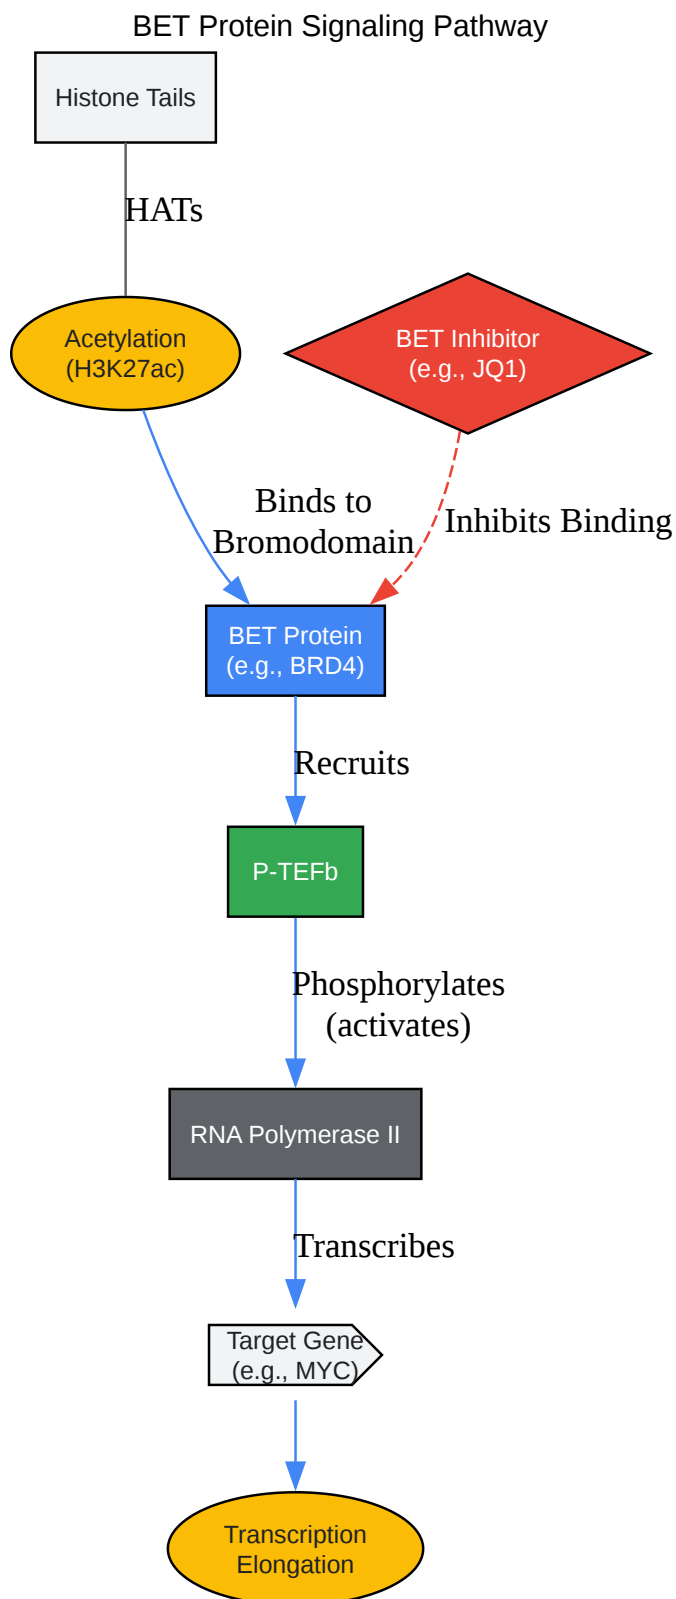 BET Protein Signaling Pathway
Histone Tails
HATs
Acetylation
(H3K27ac)
BET Inhibitor
(e.g., JQ1)
Binds to
Bromodomain
Inhibits Binding
BET Protein
(e.g., BRD4)
Recruits
P-TEFb
Phosphorylates
(activates)
RNA Polymerase II
Transcribes
Target Gene
(e.g., MYC)
Transcription
Elongation